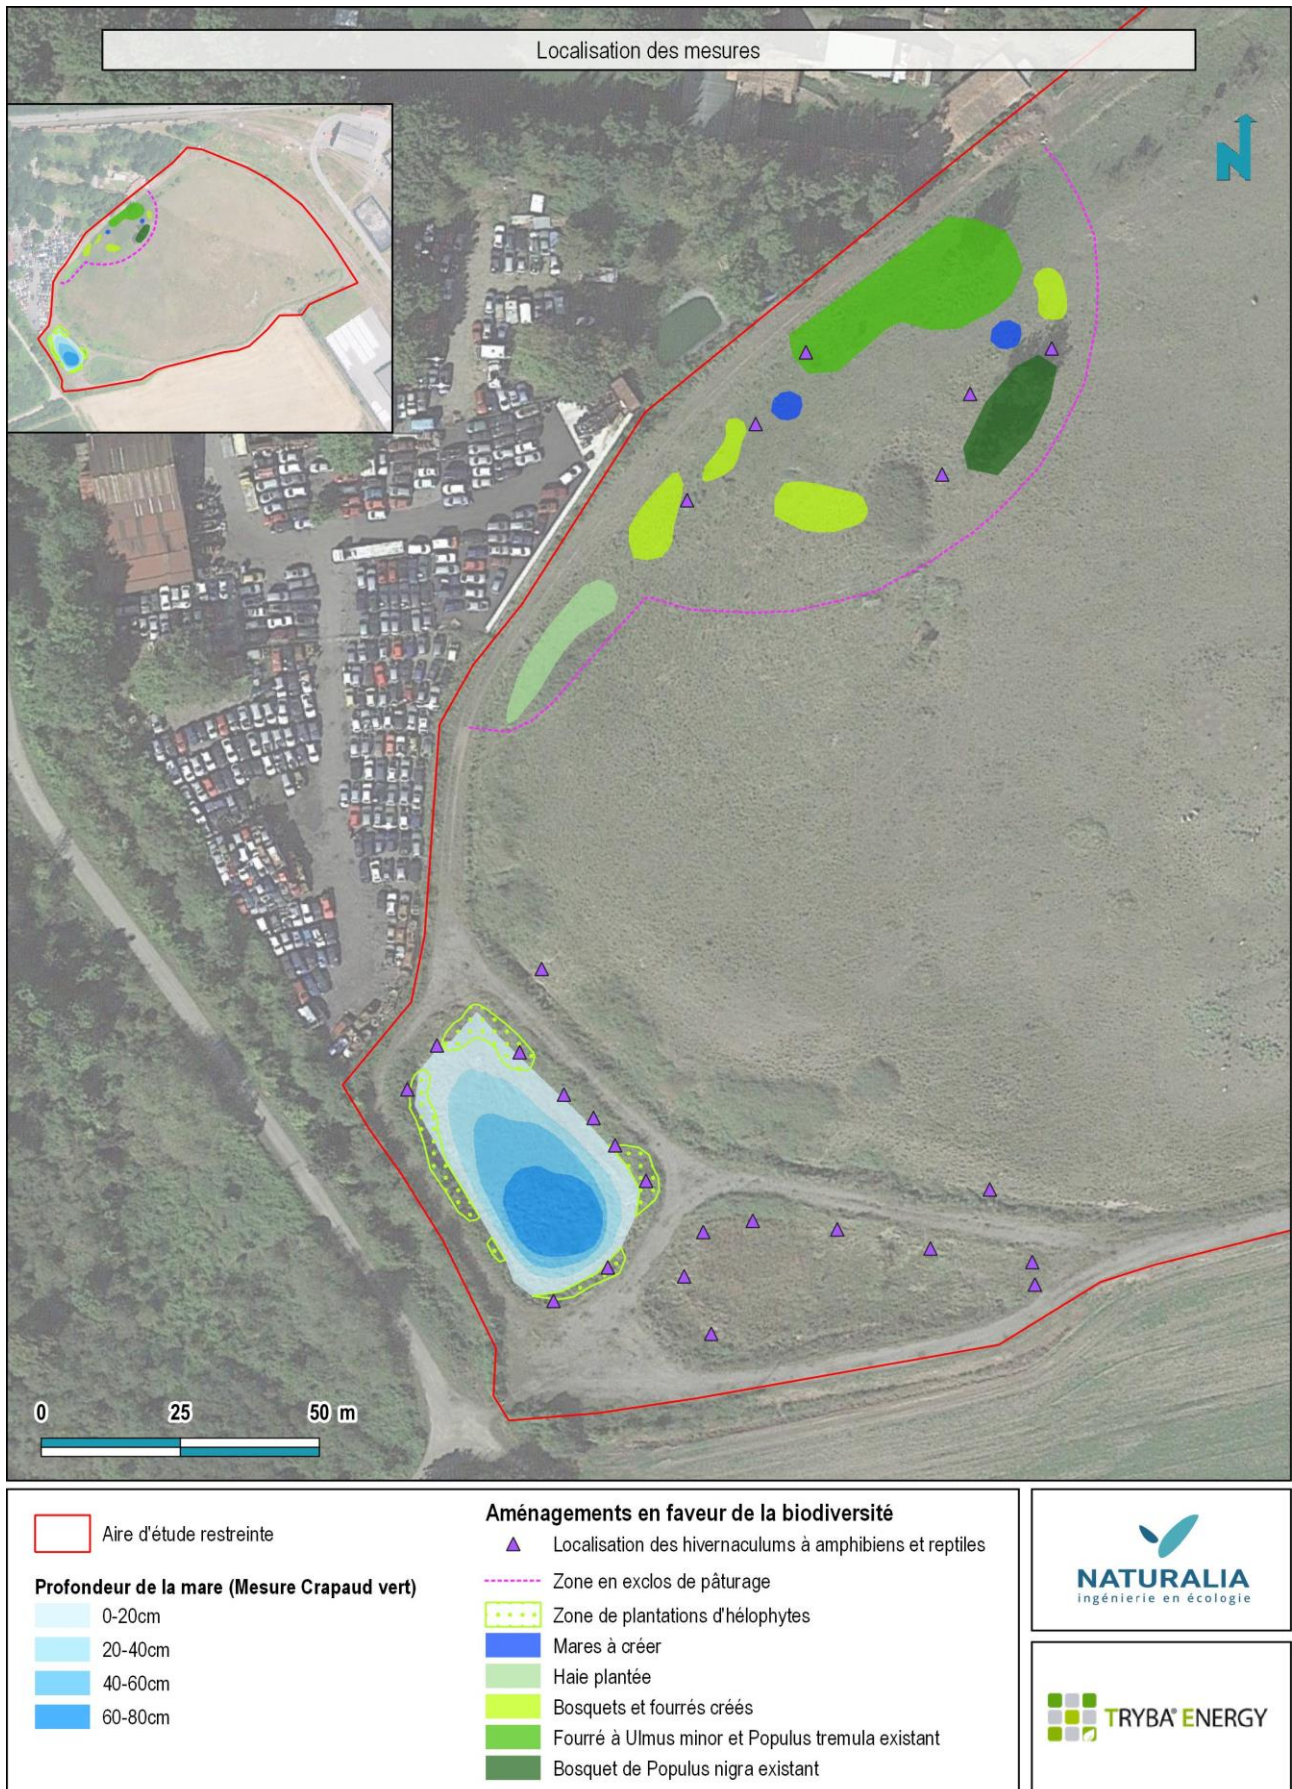 Localisation des mesures
N
0 25 50 m
Aire d'étude restreinte
Profondeur de la mare (Mesure Crapaud vert)
0-20cm
20-40cm
40-60cm
60-80cm
Aménagements en faveur de la biodiversité
Localisation des hivernaculums à amphibiens et reptiles
Zone en exclos de pâturage
Zone de plantations d'hélophytes
Mares à créer
Haie plantée
Bosquets et fourrés créés
Fourré à Ulmus minor et Populus tremula existant
Bosquet de Populus nigra existant
NATURALIA
ingénierie en écologie
TRYBA® ENERGY